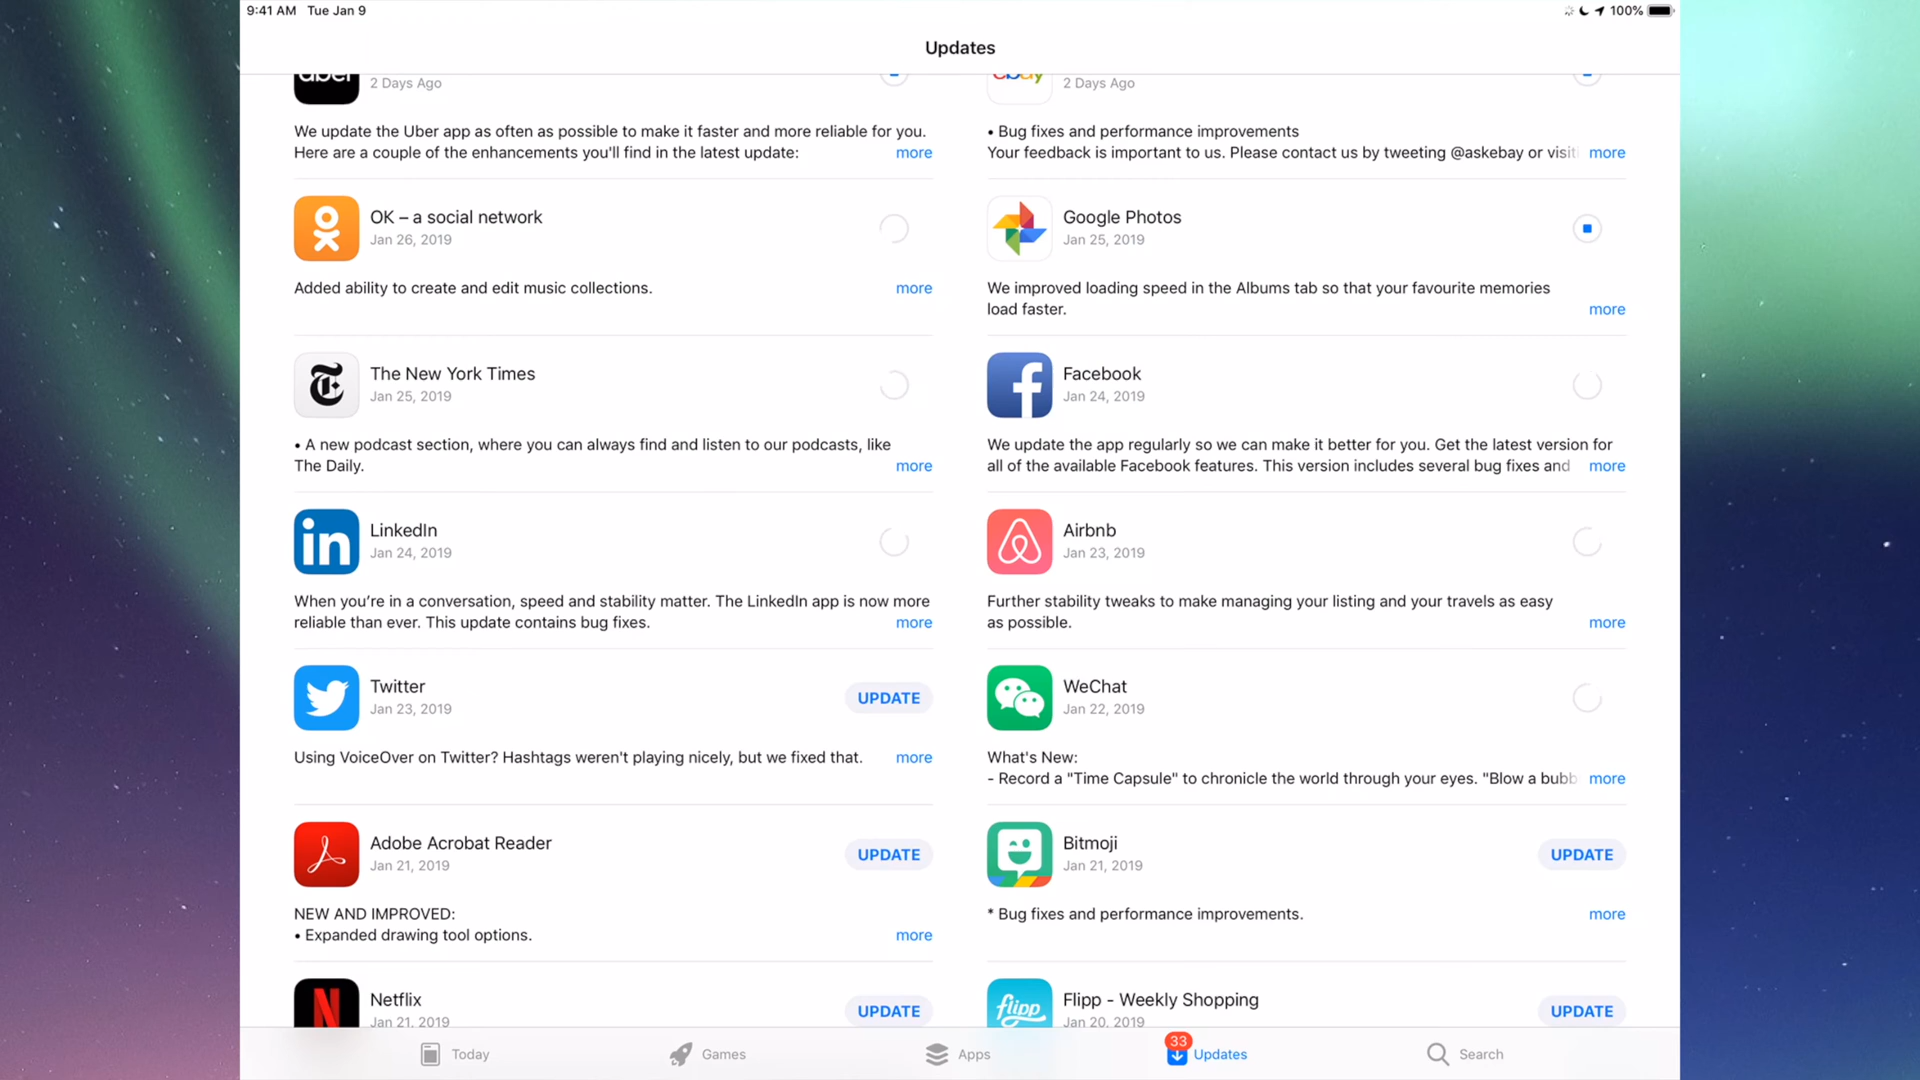 9:41 AM Tue Jan 9
100%
Updates
uber
2 Days Ago
We update the Uber app as often as possible to make it faster and more reliable for you.
Here are a couple of the enhancements you'll find in the latest update:
more
ebay
2 Days Ago
• Bug fixes and performance improvements
Your feedback is important to us. Please contact us by tweeting @askebay or visiti
more
OK – a social network
Jan 26, 2019
Added ability to create and edit music collections.
more
Google Photos
Jan 25, 2019
We improved loading speed in the Albums tab so that your favourite memories
load faster.
more
The New York Times
Jan 25, 2019
• A new podcast section, where you can always find and listen to our podcasts, like
The Daily.
more
Facebook
Jan 24, 2019
We update the app regularly so we can make it better for you. Get the latest version for
all of the available Facebook features. This version includes several bug fixes and
more
in
LinkedIn
Jan 24, 2019
When you’re in a conversation, speed and stability matter. The LinkedIn app is now more
reliable than ever. This update contains bug fixes.
more
Airbnb
Jan 23, 2019
Further stability tweaks to make managing your listing and your travels as easy
as possible.
more
Twitter
Jan 23, 2019
UPDATE
Using VoiceOver on Twitter? Hashtags weren't playing nicely, but we fixed that.
more
WeChat
Jan 22, 2019
What's New:
- Record a "Time Capsule" to chronicle the world through your eyes. "Blow a bubb
more
Adobe Acrobat Reader
Jan 21, 2019
UPDATE
NEW AND IMPROVED:
• Expanded drawing tool options.
more
Bitmoji
Jan 21, 2019
UPDATE
* Bug fixes and performance improvements.
more
Netflix
Jan 21, 2019
UPDATE
flipp
Flipp - Weekly Shopping
Jan 20, 2019
UPDATE
Today
Games
Apps
33
Updates
Search